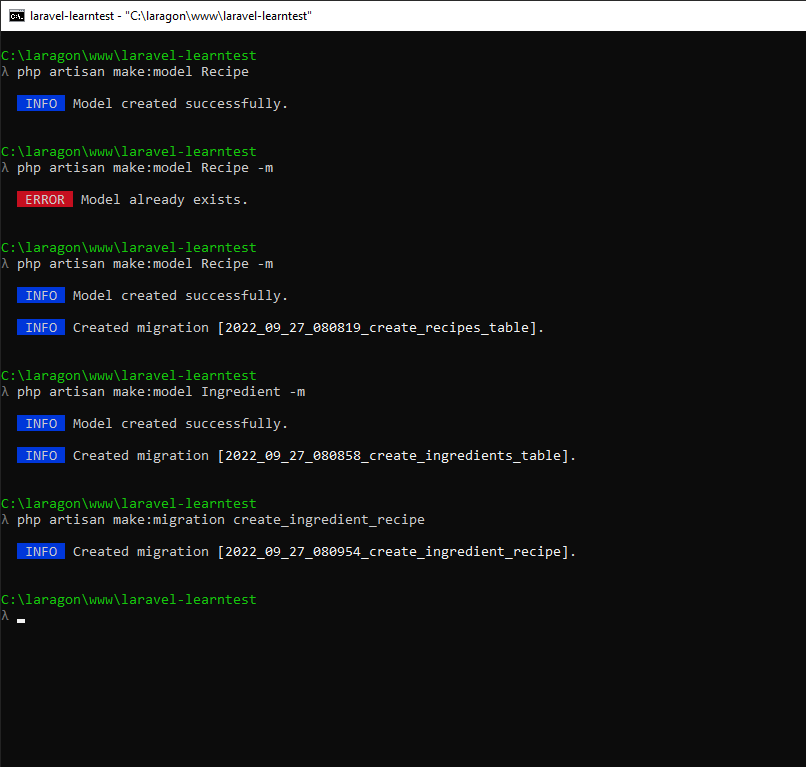 laravel-learntest - "C:\laragon\www\laravel-learntest"
C:\laragon\www\laravel-learntest
λ php artisan make:model Recipe
INFO Model created successfully.
C:\laragon\www\laravel-learntest
λ php artisan make:model Recipe -m
ERROR Model already exists.
C:\laragon\www\laravel-learntest
λ php artisan make:model Recipe -m
INFO Model created successfully.
INFO Created migration [2022_09_27_080819_create_recipes_table].
C:\laragon\www\laravel-learntest
λ php artisan make:model Ingredient -m
INFO Model created successfully.
INFO Created migration [2022_09_27_080858_create_ingredients_table].
C:\laragon\www\laravel-learntest
λ php artisan make:migration create_ingredient_recipe
INFO Created migration [2022_09_27_080954_create_ingredient_recipe].
C:\laragon\www\laravel-learntest
λ